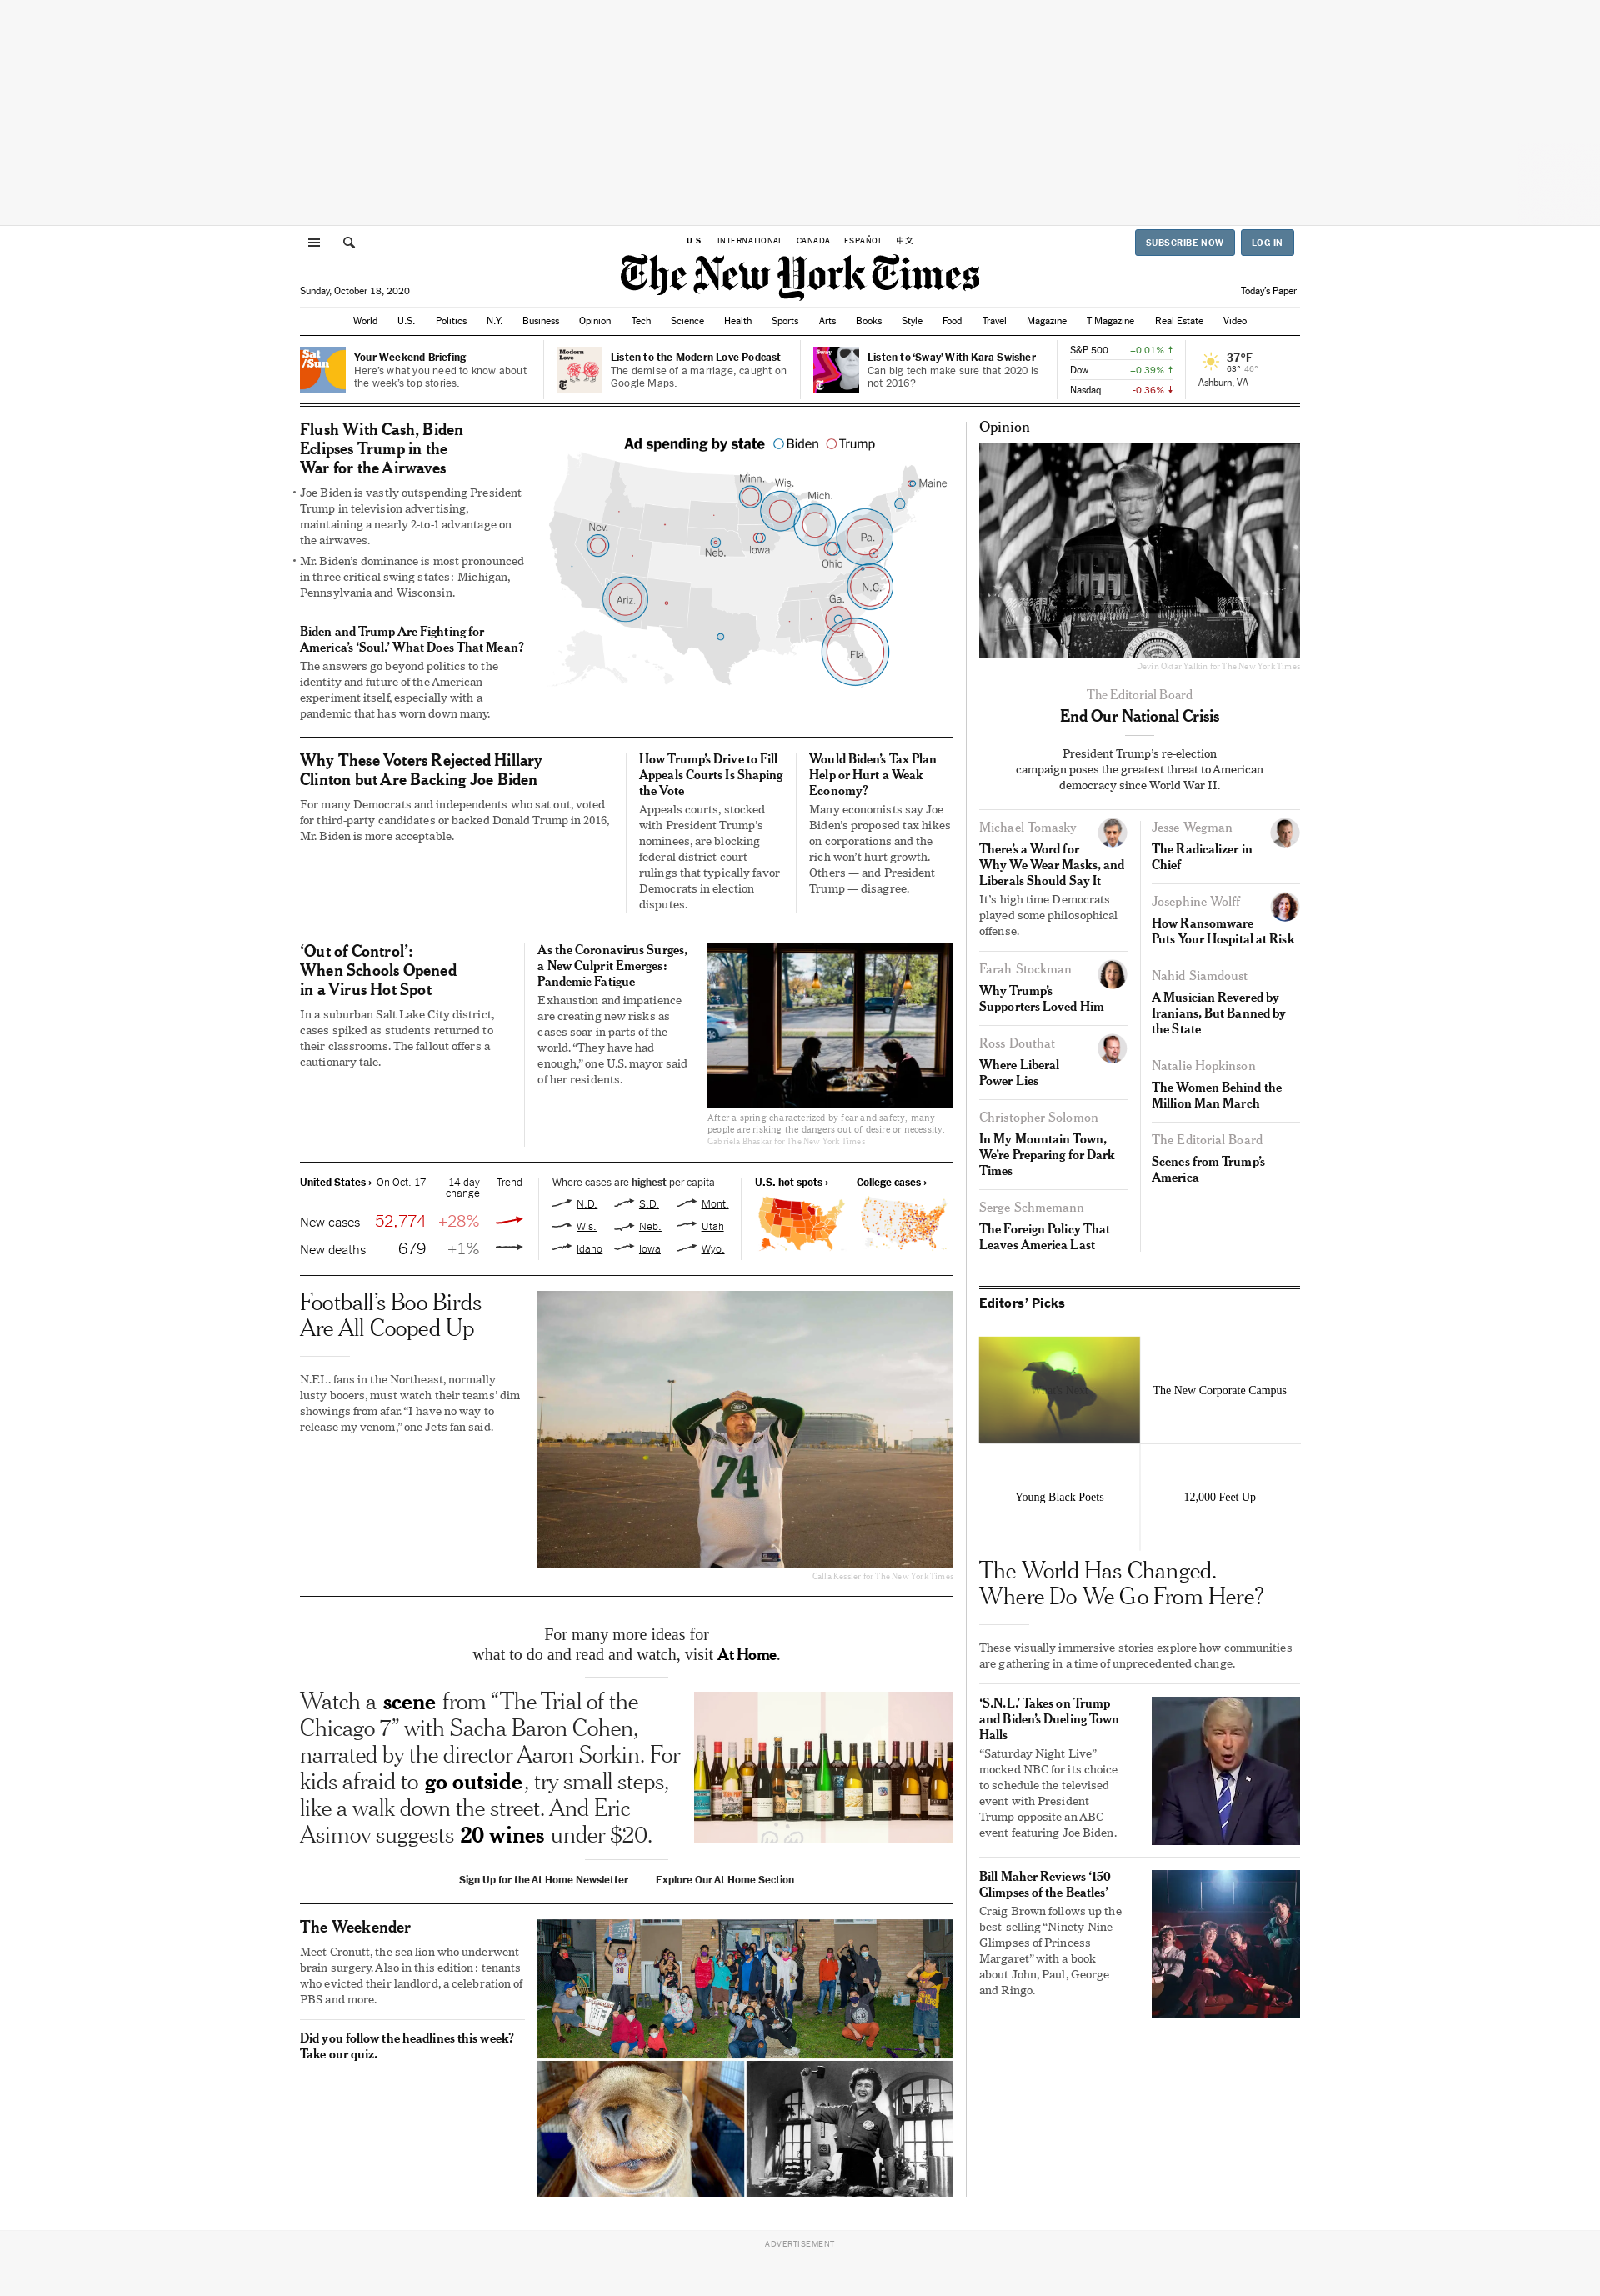 U.S. INTERNATIONAL CANADA ESPAÑOL 中文
SUBSCRIBE NOW LOG IN
The New York Times
Sunday, October 18, 2020
Today's Paper
World U.S. Politics N.Y. Business Opinion Tech Science Health Sports Arts Books Style Food Travel Magazine T Magazine Real Estate Video
Sat
/Sun
Your Weekend Briefing
Here's what you need to know about
the week's top stories.
Modern
Love
Listen to the Modern Love Podcast
The demise of a marriage, caught on
Google Maps.
Sway
Listen to ‘Sway’ With Kara Swisher
Can big tech make sure that 2020 is
not 2016?
S&P 500 +0.01%
Dow +0.39%
Nasdaq -0.36%
37°F
63° 46°
Ashburn, VA
Flush With Cash, Biden
Eclipses Trump in the
War for the Airwaves
• Joe Biden is vastly outspending President
Trump in television advertising,
maintaining a nearly 2-to-1 advantage on
the airwaves.
• Mr. Biden's dominance is most pronounced
in three critical swing states: Michigan,
Pennsylvania and Wisconsin.
Biden and Trump Are Fighting for
America's ‘Soul.’ What Does That Mean?
The answers go beyond politics to the
identity and future of the American
experiment itself, especially with a
pandemic that has worn down many.
Ad spending by state Biden Trump
Minn.
Wis.
Mich.
Maine
Nev.
Neb.
Iowa
Ohio
Pa.
N.C.
Ariz.
Ga.
Fla.
Why These Voters Rejected Hillary
Clinton but Are Backing Joe Biden
For many Democrats and independents who sat out, voted
for third-party candidates or backed Donald Trump in 2016,
Mr. Biden is more acceptable.
How Trump's Drive to Fill
Appeals Courts Is Shaping
the Vote
Appeals courts, stocked
with President Trump's
nominees, are blocking
federal district court
rulings that typically favor
Democrats in election
disputes.
Would Biden's Tax Plan
Help or Hurt a Weak
Economy?
Many economists say Joe
Biden's proposed tax hikes
on corporations and the
rich won't hurt growth.
Others — and President
Trump — disagree.
‘Out of Control’:
When Schools Opened
in a Virus Hot Spot
In a suburban Salt Lake City district,
cases spiked as students returned to
their classrooms. The fallout offers a
cautionary tale.
As the Coronavirus Surges,
a New Culprit Emerges:
Pandemic Fatigue
Exhaustion and impatience
are creating new risks as
cases soar in parts of the
world. “They have had
enough,” one U.S. mayor said
of her residents.
After a spring characterized by fear and safety, many
people are risking the dangers out of desire or necessity.
Gabriela Bhaskar for The New York Times
United States › On Oct. 17 14-day
change Trend
New cases 52,774 +28%
New deaths 679 +1%
Where cases are highest per capita
N.D. S.D. Mont.
Wis. Neb. Utah
Idaho Iowa Wyo.
U.S. hot spots › College cases ›
Football's Boo Birds
Are All Cooped Up
N.F.L. fans in the Northeast, normally
lusty booers, must watch their teams' dim
showings from afar. “I have no way to
release my venom,” one Jets fan said.
74
Calla Kessler for The New York Times
For many more ideas for
what to do and read and watch, visit At Home.
Watch a scene from “The Trial of the
Chicago 7” with Sacha Baron Cohen,
narrated by the director Aaron Sorkin. For
kids afraid to go outside, try small steps,
like a walk down the street. And Eric
Asimov suggests 20 wines under $20.
Sign Up for the At Home Newsletter Explore Our At Home Section
The Weekender
Meet Cronutt, the sea lion who underwent
brain surgery. Also in this edition: tenants
who evicted their landlord, a celebration of
PBS and more.
Did you follow the headlines this week?
Take our quiz.
30
Opinion
Devin Oktar Yalkin for The New York Times
The Editorial Board
End Our National Crisis
President Trump's re-election
campaign poses the greatest threat to American
democracy since World War II.
Michael Tomasky
There's a Word for
Why We Wear Masks, and
Liberals Should Say It
It's high time Democrats
played some philosophical
offense.
Farah Stockman
Why Trump's
Supporters Loved Him
Ross Douthat
Where Liberal
Power Lies
Christopher Solomon
In My Mountain Town,
We're Preparing for Dark
Times
Serge Schmemann
The Foreign Policy That
Leaves America Last
Jesse Wegman
The Radicalizer in
Chief
Josephine Wolff
How Ransomware
Puts Your Hospital at Risk
Nahid Siamdoust
A Musician Revered by
Iranians, But Banned by
the State
Natalie Hopkinson
The Women Behind the
Million Man March
The Editorial Board
Scenes from Trump's
America
Editors' Picks
The New Corporate Campus
Young Black Poets
12,000 Feet Up
The World Has Changed.
Where Do We Go From Here?
These visually immersive stories explore how communities
are gathering in a time of unprecedented change.
‘S.N.L.’ Takes on Trump
and Biden's Dueling Town
Halls
“Saturday Night Live”
mocked NBC for its choice
to schedule the televised
event with President
Trump opposite an ABC
event featuring Joe Biden.
Bill Maher Reviews ‘150
Glimpses of the Beatles’
Craig Brown follows up the
best-selling “Ninety-Nine
Glimpses of Princess
Margaret” with a book
about John, Paul, George
and Ringo.
ADVERTISEMENT